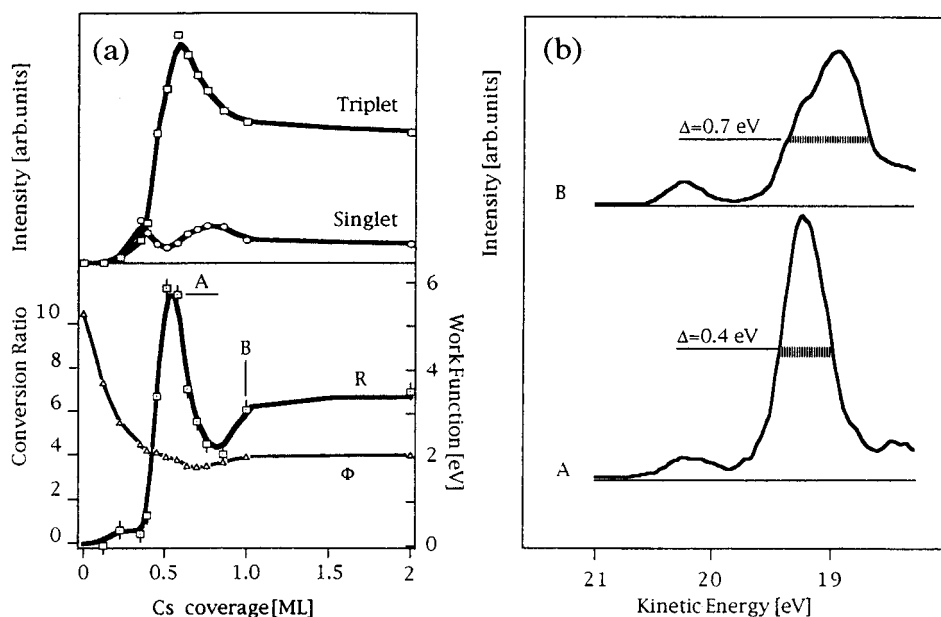 (a)
Intensity [arb.units]
Triplet
Singlet
Conversion Ratio
10
8
6
4
2
0
A
B
R
Φ
6
4
2
0
Work Function [eV]
0
0.5
1.0
1.5
2
Cs coverage [ML]
(b)
Intensity [arb.units]
Δ=0.7 eV
B
Δ=0.4 eV
A
21
20
19
Kinetic Energy [eV]